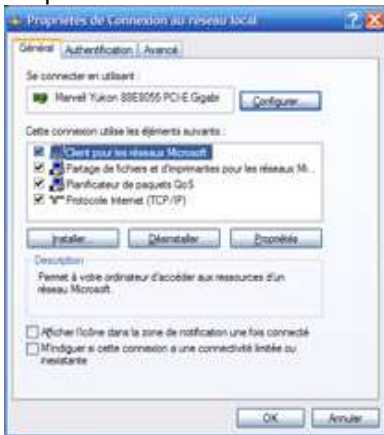 Propriétés de Connexion au réseau local
Général
Authentification
Avancé
Se connecter en utilisant :
Marvell Yukon 88E8055 PCI-E Gigabi
Configurer...
Cette connexion utilise les éléments suivants :
Client pour les réseaux Microsoft
Partage de fichiers et d'imprimantes pour les réseaux Mi...
Planificateur de paquets QoS
Protocole Internet (TCP/IP)
Installer...
Désinstaller
Propriétés
Description
Permet à votre ordinateur d'accéder aux ressources d'un
réseau Microsoft.
Afficher l'icône dans la zone de notification une fois connecté
M'indiquer si cette connexion a une connectivité limitée ou
inexistante
OK
Annuler